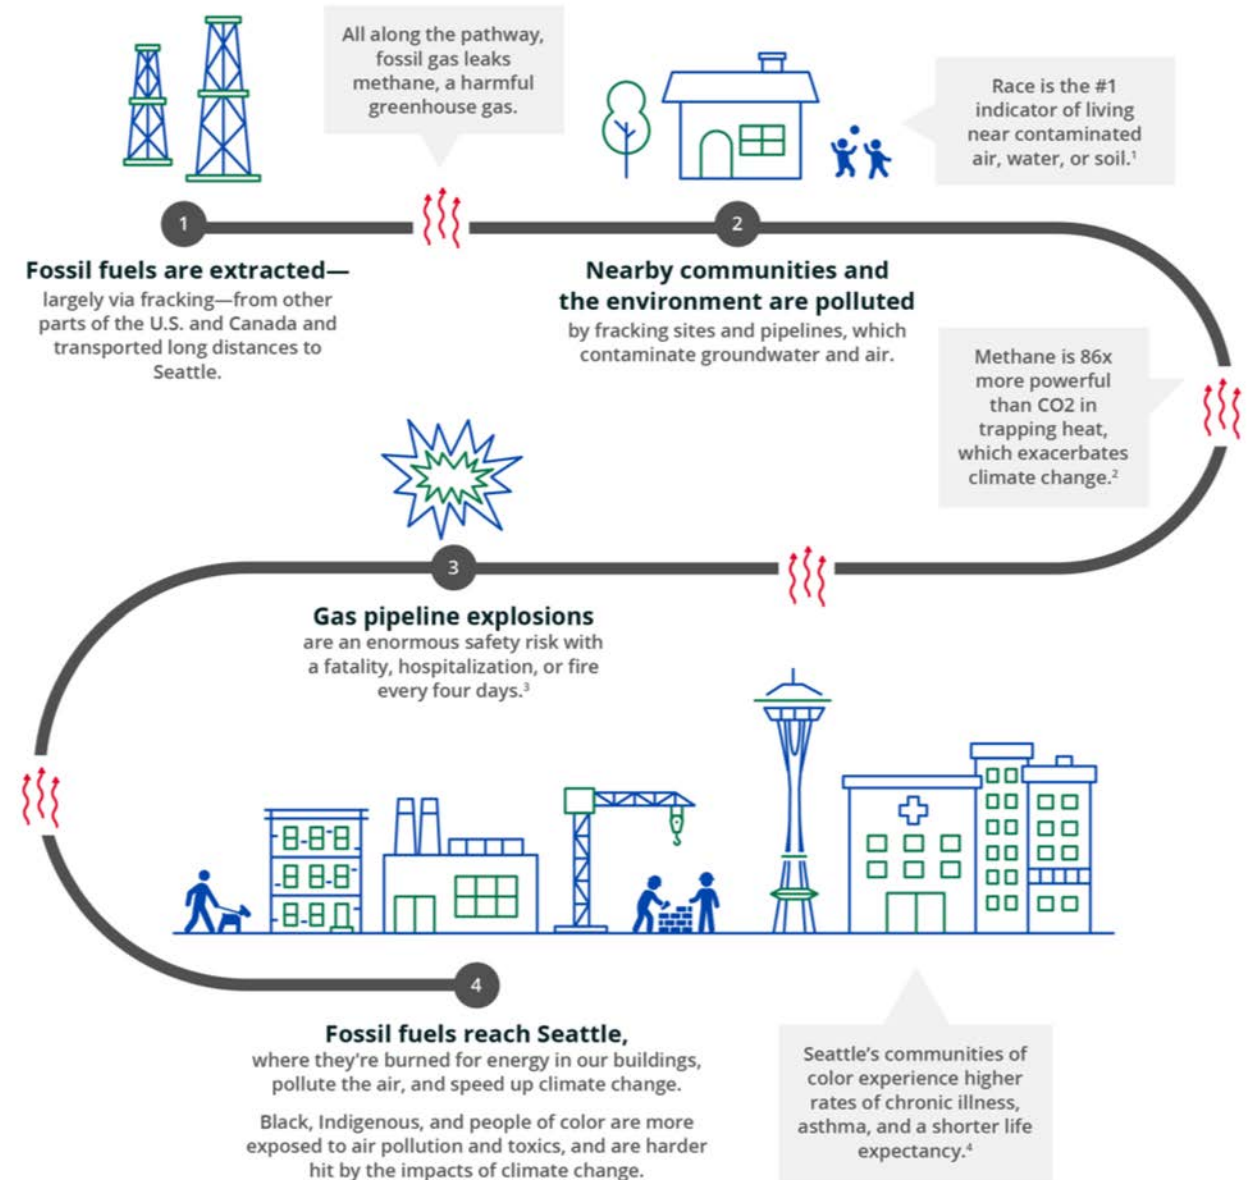 All along the pathway,
fossil gas leaks
methane, a harmful
greenhouse gas.
Race is the #1
indicator of living
near contaminated
air, water, or soil.¹
1
2
Fossil fuels are extracted—
largely via fracking—from other
parts of the U.S. and Canada and
transported long distances to
Seattle.
Nearby communities and
the environment are polluted
by fracking sites and pipelines, which
contaminate groundwater and air.
Methane is 86x
more powerful
than CO2 in
trapping heat,
which exacerbates
climate change.²
3
Gas pipeline explosions
are an enormous safety risk with
a fatality, hospitalization, or fire
every four days.³
4
Fossil fuels reach Seattle,
where they're burned for energy in our buildings,
pollute the air, and speed up climate change.
Black, Indigenous, and people of color are more
exposed to air pollution and toxics, and are harder
hit by the impacts of climate change.
Seattle's communities of
color experience higher
rates of chronic illness,
asthma, and a shorter life
expectancy.⁴